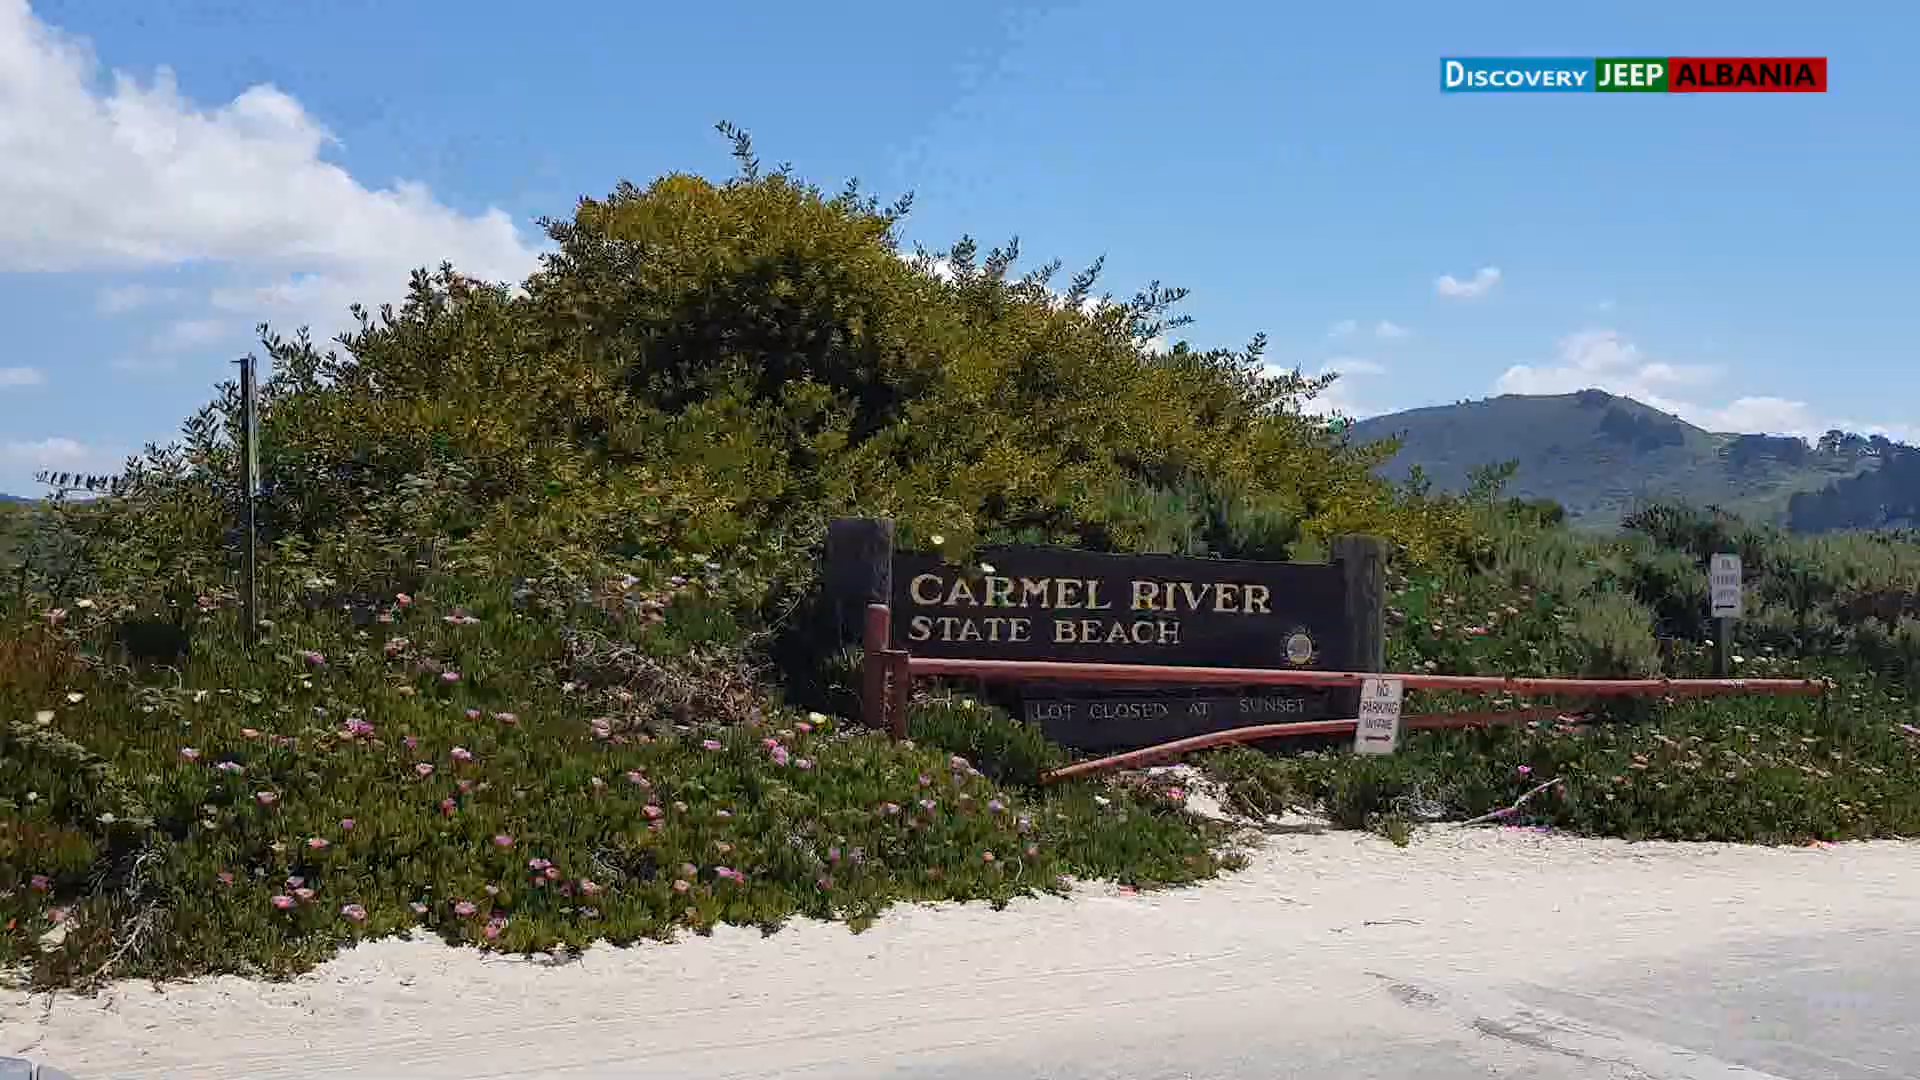 DISCOVERY JEEP ALBANIA
CARMEL RIVER
STATE BEACH
LOT CLOSED AT SUNSET
NO
PARKING